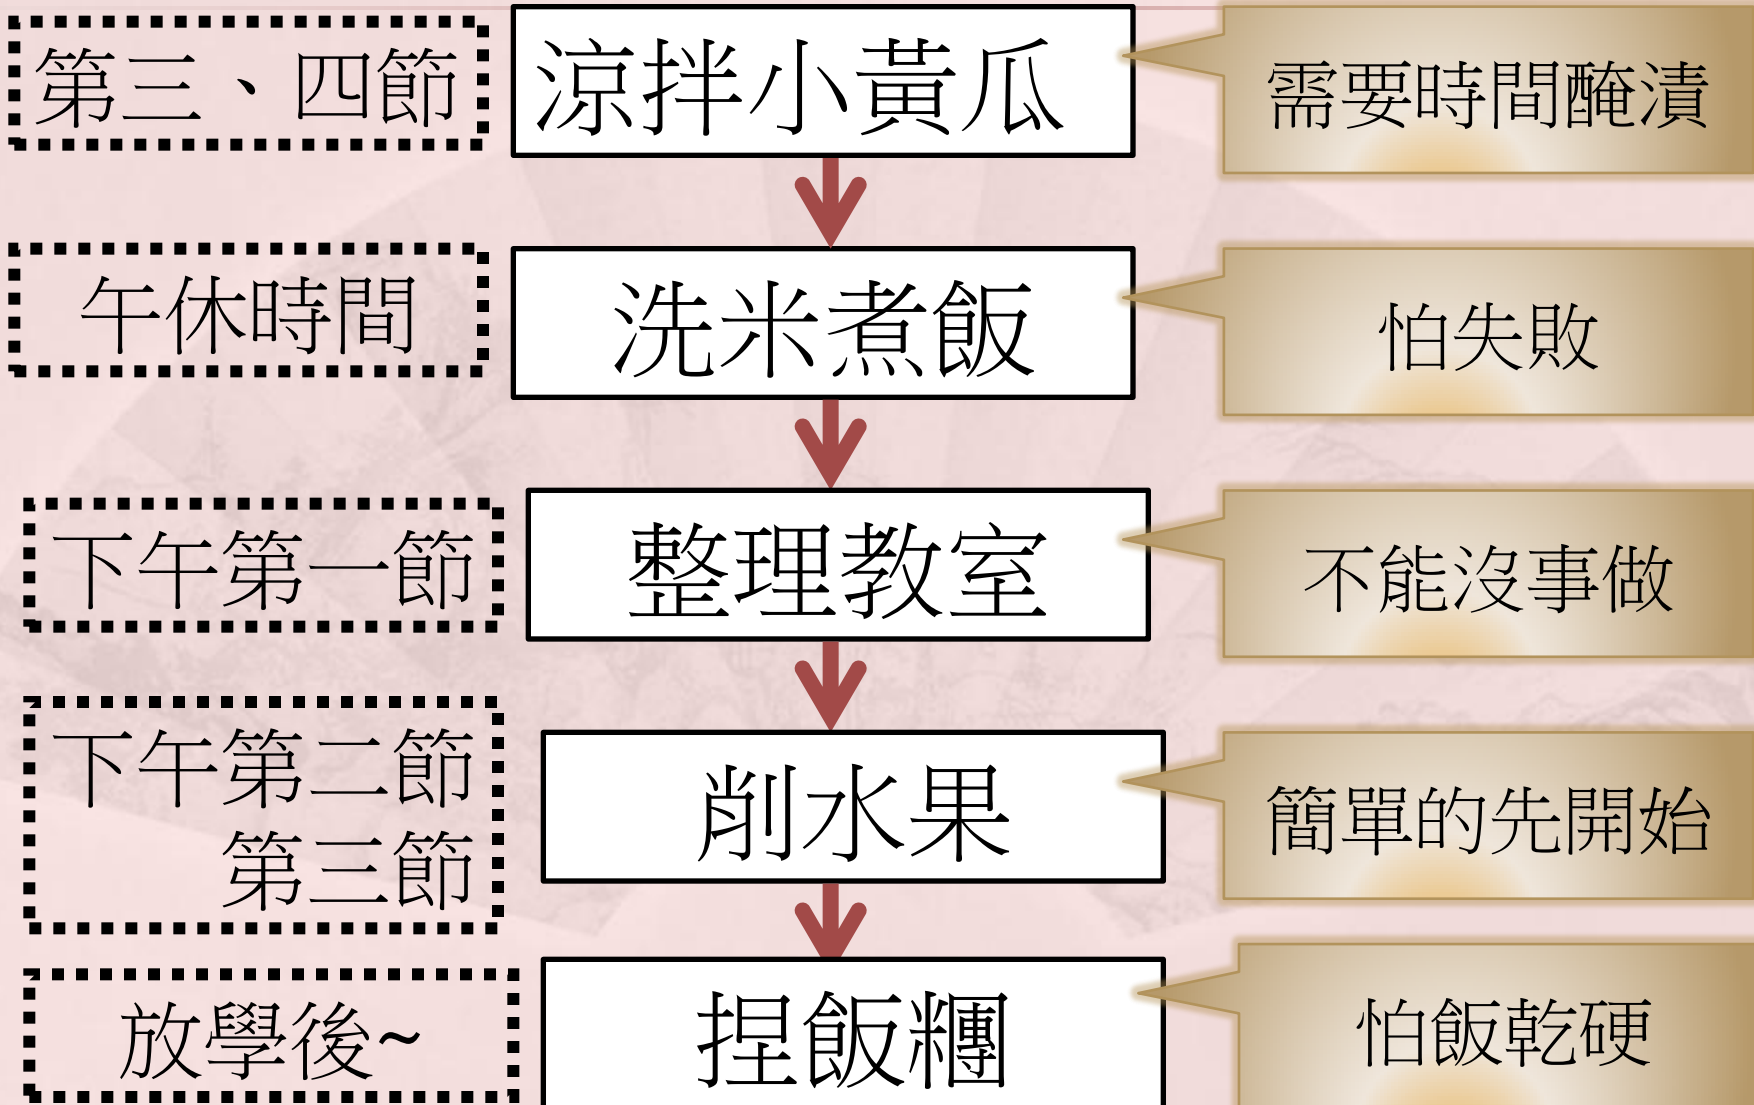 第三、四節
涼拌小黃瓜
需要時間醃漬
午休時間
洗米煮飯
怕失敗
下午第一節
整理教室
不能沒事做
下午第二節
第三節
削水果
簡單的先開始
放學後~
捏飯糰
怕飯乾硬